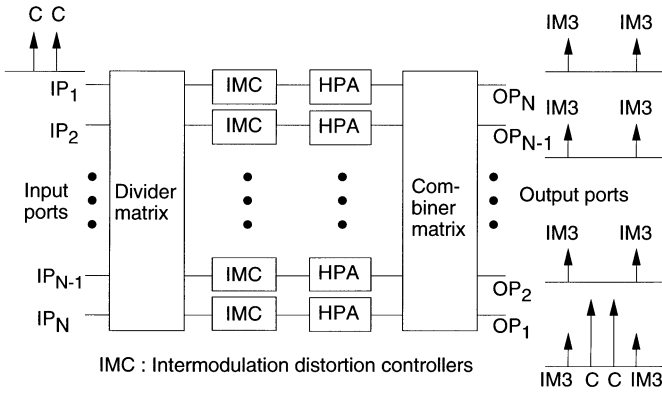 C C
IM3 IM3
IP1 IMC HPA OPN
IM3 IM3
IP2 IMC HPA OPN-1
Input ports
Divider matrix
Com-
biner
matrix
Output ports
IM3 IM3
IPN-1 IMC HPA OP2
IPN IMC HPA OP1
IMC : Intermodulation distortion controllers
IM3 C C IM3